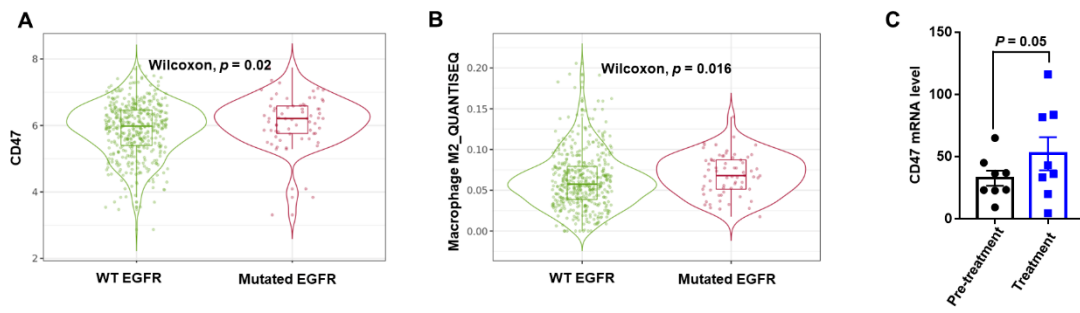 A
CD47
8
6
4
2
Wilcoxon, p = 0.02
WT EGFR
Mutated EGFR
B
Macrophage M2_QUANTISEQ
0.20
0.15
0.10
0.05
0.00
Wilcoxon, p = 0.016
WT EGFR
Mutated EGFR
C
CD47 mRNA level
150
100
50
0
P = 0.05
Pre-treatment
Treatment